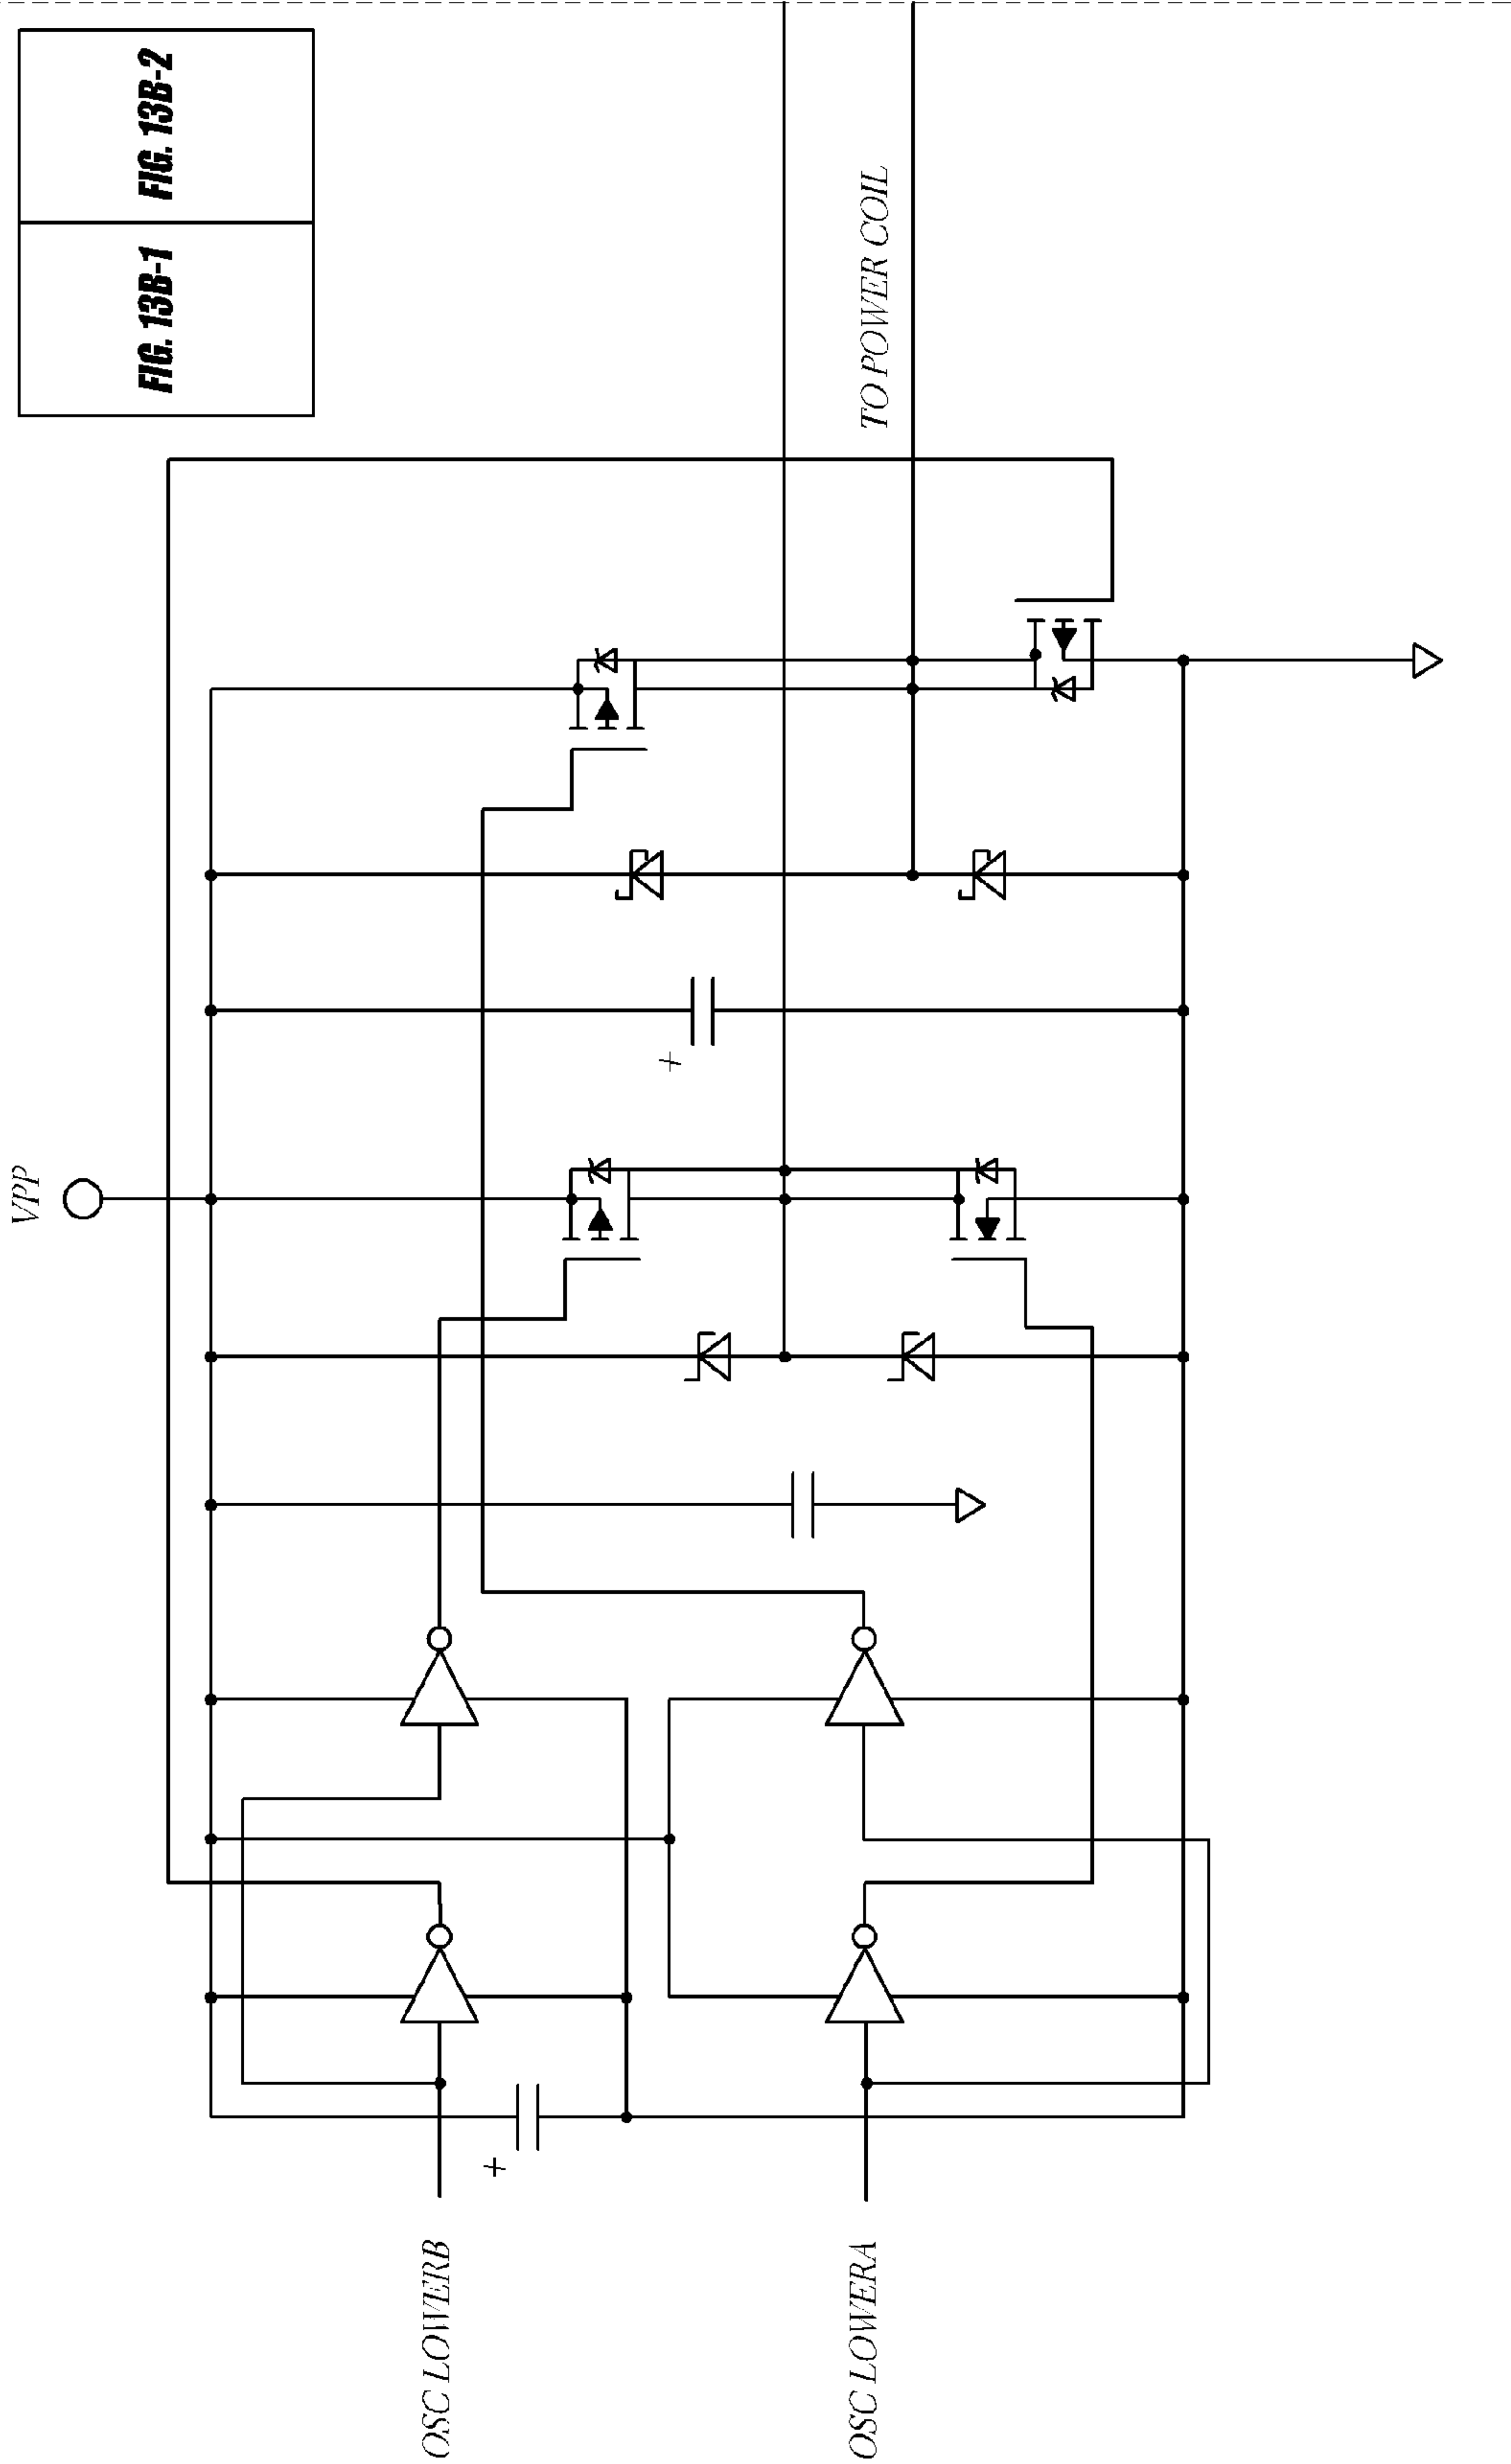 FIG. 13B-1
FIG. 13B-2
VPP
TO POWER COIL
+
+
OSC LOWERB
OSC LOWERA